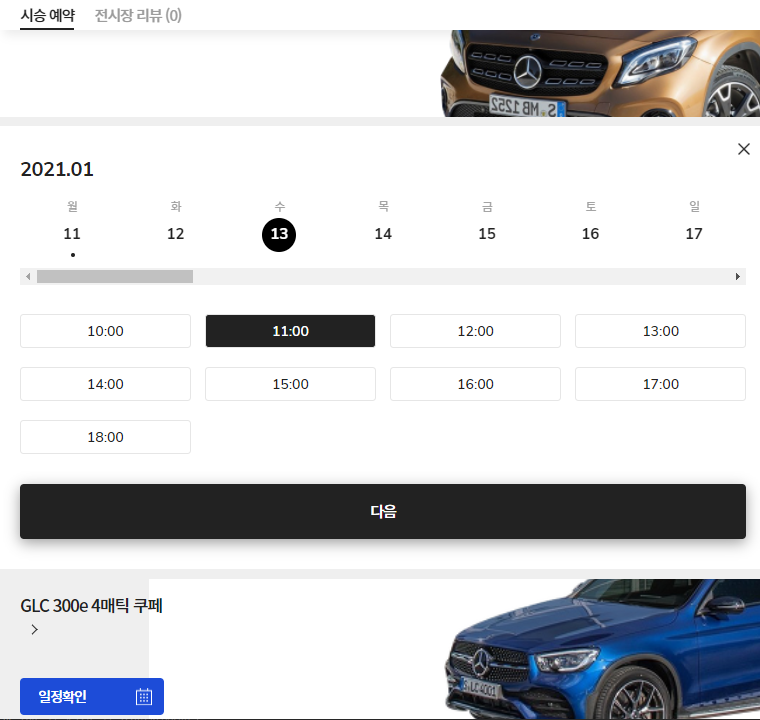 시승 예약 전시장 리뷰 (0)
S·MB 1252
2021.01
월 화 수 목 금 토 일
11 12 13 14 15 16 17
10:00 11:00 12:00 13:00
14:00 15:00 16:00 17:00
18:00
다음
GLC 300e 4매틱 쿠페
S·LC 4001
일정확인